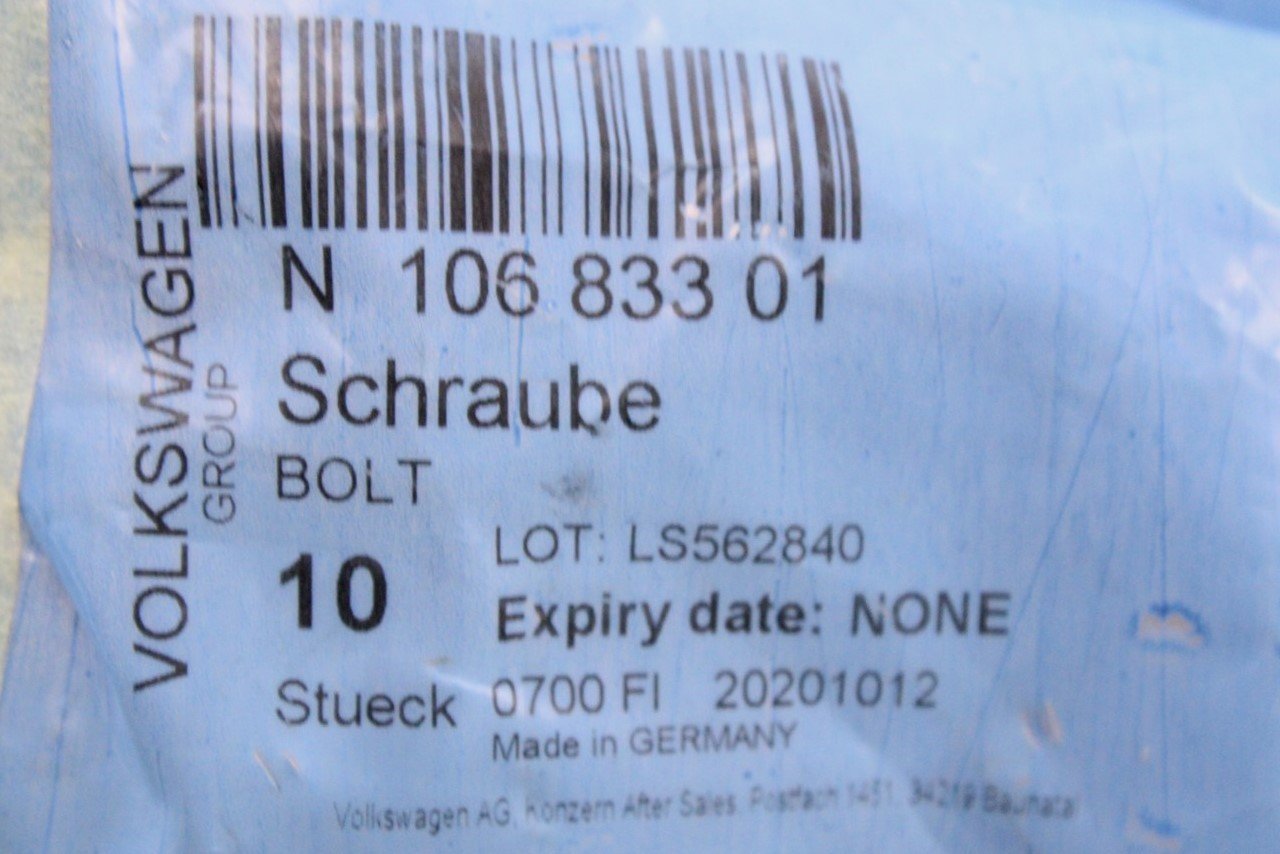 VOLKSWAGEN
GROUP
N 106 833 01
Schraube
BOLT
10
Stueck
LOT: LS562840
Expiry date: NONE
0700 FI 20201012
Made in GERMANY
Volkswagen AG, Konzern After Sales, Postfach 1451, 34219 Baunatal